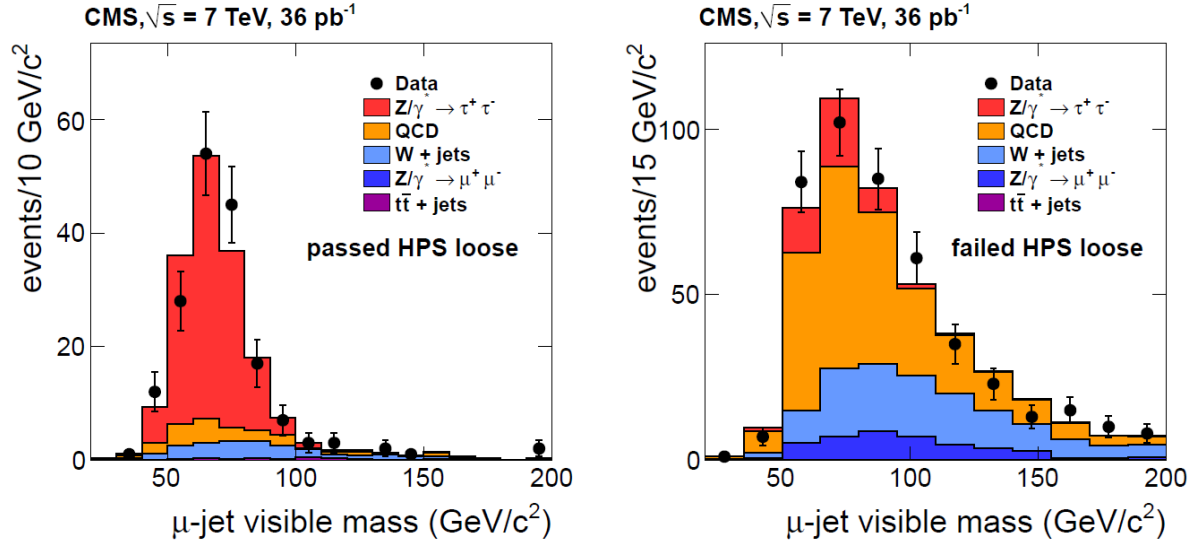 CMS, √s = 7 TeV, 36 pb⁻¹
events/10 GeV/c²
60
40
20
0
Data
Z/γ* → τ⁺ τ⁻
QCD
W + jets
Z/γ* → μ⁺ μ⁻
tt̄ + jets
passed HPS loose
50
100
150
200
μ-jet visible mass (GeV/c²)
CMS, √s = 7 TeV, 36 pb⁻¹
events/15 GeV/c²
100
50
0
Data
Z/γ* → τ⁺ τ⁻
QCD
W + jets
Z/γ* → μ⁺ μ⁻
tt̄ + jets
failed HPS loose
50
100
150
200
μ-jet visible mass (GeV/c²)